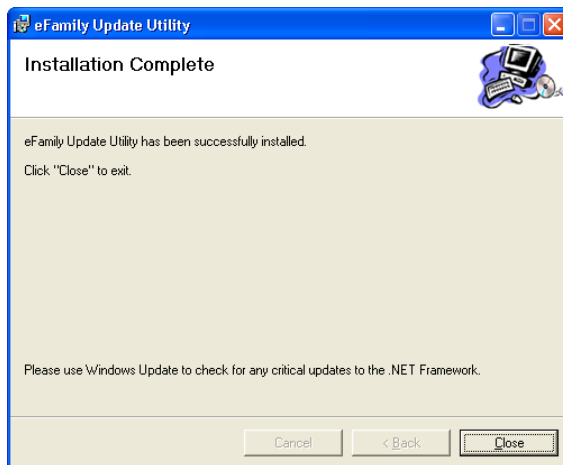 eFamily Update Utility
Installation Complete
eFamily Update Utility has been successfully installed.
Click "Close" to exit.
Please use Windows Update to check for any critical updates to the .NET Framework.
Cancel
< Back
Close